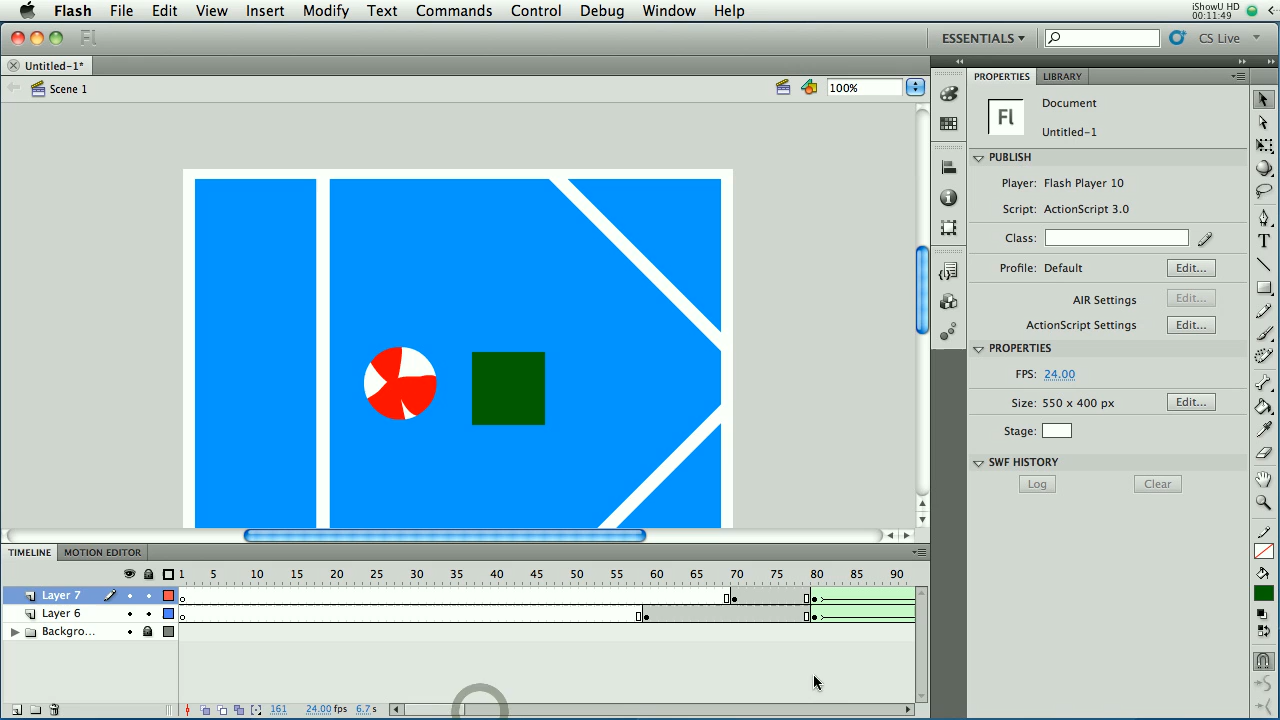 Flash File Edit View Insert Modify Text Commands Control Debug Window Help
iShowU HD
00:11:49
Fl
ESSENTIALS
CS Live
Untitled-1*
Scene 1
100%
PROPERTIES LIBRARY
Fl
Document
Untitled-1
PUBLISH
Player: Flash Player 10
Script: ActionScript 3.0
Class:
Profile: Default Edit...
AIR Settings Edit...
ActionScript Settings Edit...
PROPERTIES
FPS: 24.00
Size: 550 x 400 px Edit...
Stage:
SWF HISTORY
Log Clear
TIMELINE MOTION EDITOR
1 5 10 15 20 25 30 35 40 45 50 55 60 65 70 75 80 85 90
Layer 7
Layer 6
Backgro...
161 24.00 fps 6.7 s